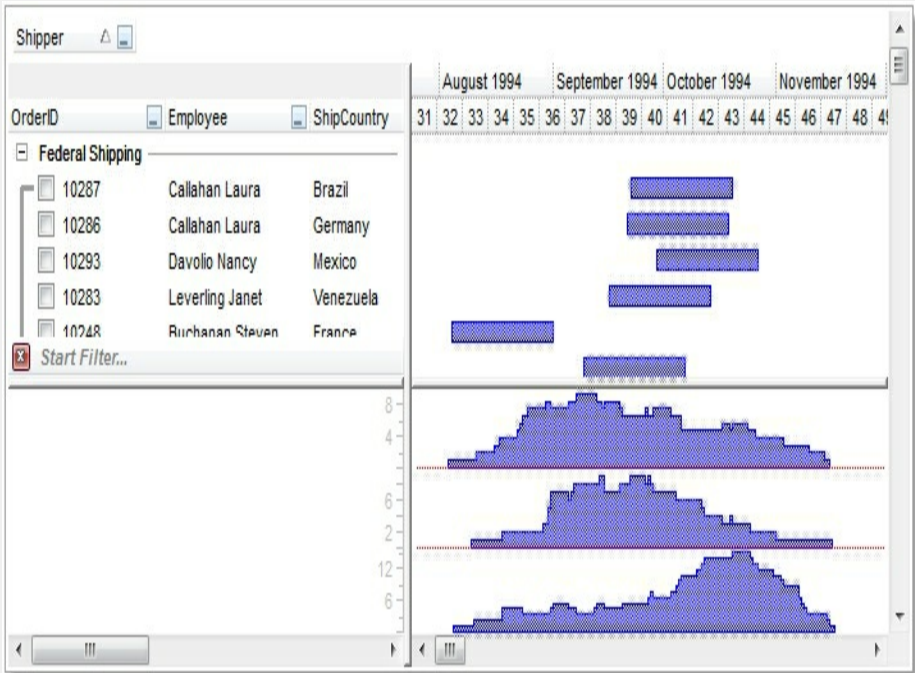 Shipper
August 1994 September 1994 October 1994 November 1994
OrderID Employee ShipCountry 31 32 33 34 35 36 37 38 39 40 41 42 43 44 45 46 47 48
Federal Shipping
10287 Callahan Laura Brazil
10286 Callahan Laura Germany
10293 Davolio Nancy Mexico
10283 Leverling Janet Venezuela
10248 Buchanan Steven France
Start Filter...
8
4
6
2
12
6